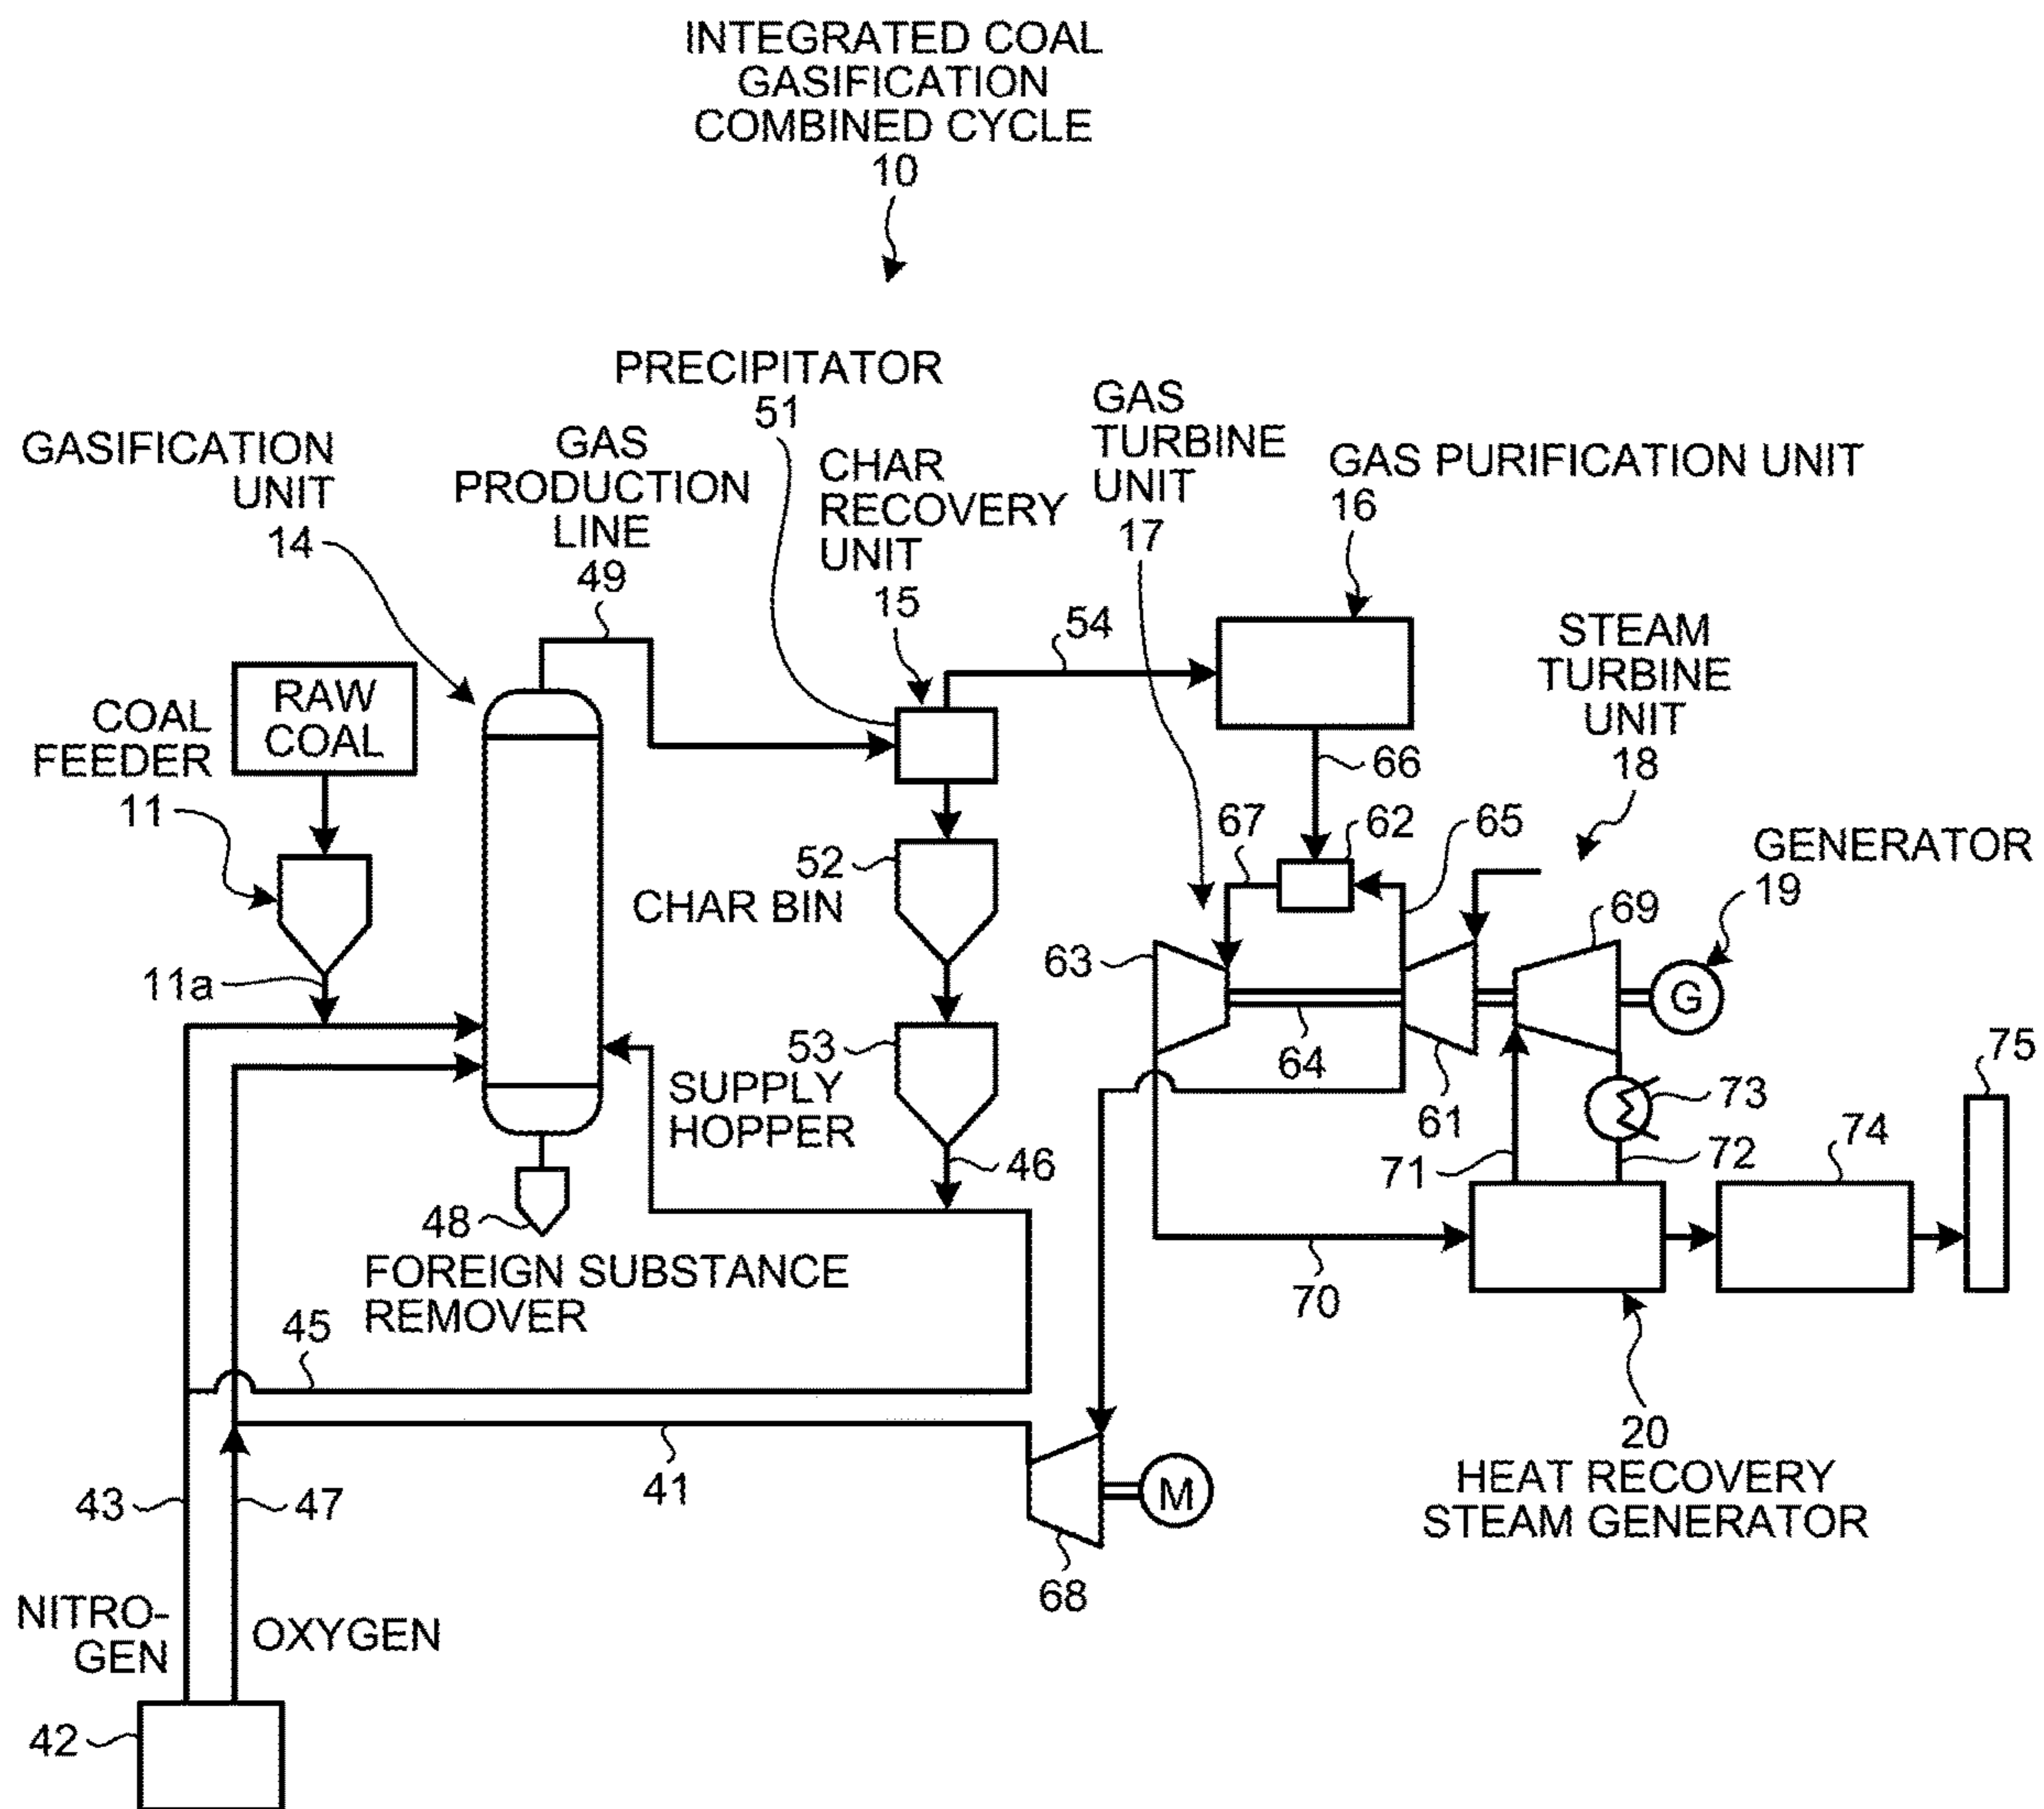 INTEGRATED COAL
GASIFICATION
COMBINED CYCLE
10
PRECIPITATOR
51
GASIFICATION
UNIT
14
GAS
PRODUCTION
LINE
49
CHAR
RECOVERY
UNIT
15
GAS
TURBINE
UNIT
17
GAS PURIFICATION UNIT
16
54
STEAM
TURBINE
UNIT
18
RAW
COAL
COAL
FEEDER
11
66
67
62
65
GENERATOR
19
52
CHAR BIN
69
63
11a
G
53
SUPPLY
HOPPER
64
61
73
75
46
71
72
74
48
FOREIGN SUBSTANCE
REMOVER
70
45
20
HEAT RECOVERY
STEAM GENERATOR
43
47
41
M
68
NITRO-
GEN
OXYGEN
42